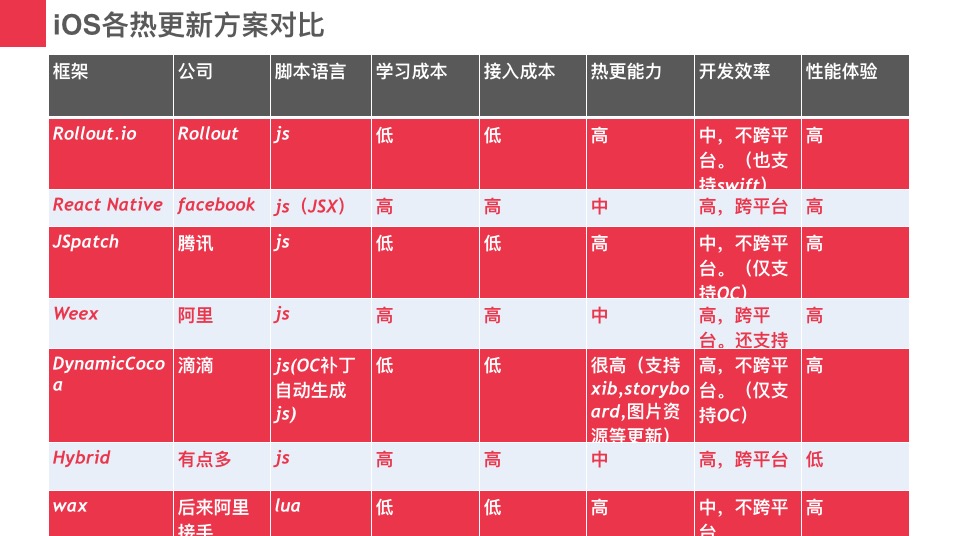 iOS各热更新方案对比
框架 公司 脚本语言 学习成本 接入成本 热更能力 开发效率 性能体验
Rollout.io Rollout js 低 低 高 中，不跨平 高
台。（也支
持swift）
React Native facebook js（JSX） 高 高 中 高，跨平台 高
JSpatch 腾讯 js 低 低 高 中，不跨平 高
台。（仅支
持OC）
Weex 阿里 js 高 高 中 高，跨平 高
台。还支持
DynamicCoco 滴滴 js(OC补丁 低 低 很高（支持 高，不跨平 高
a 自动生成 xib,storybo 台。（仅支
js) ard,图片资 持OC）
源等更新）
Hybrid 有点多 js 高 高 中 高，跨平台 低
wax 后来阿里 lua 低 低 高 中，不跨平 高
接手 台